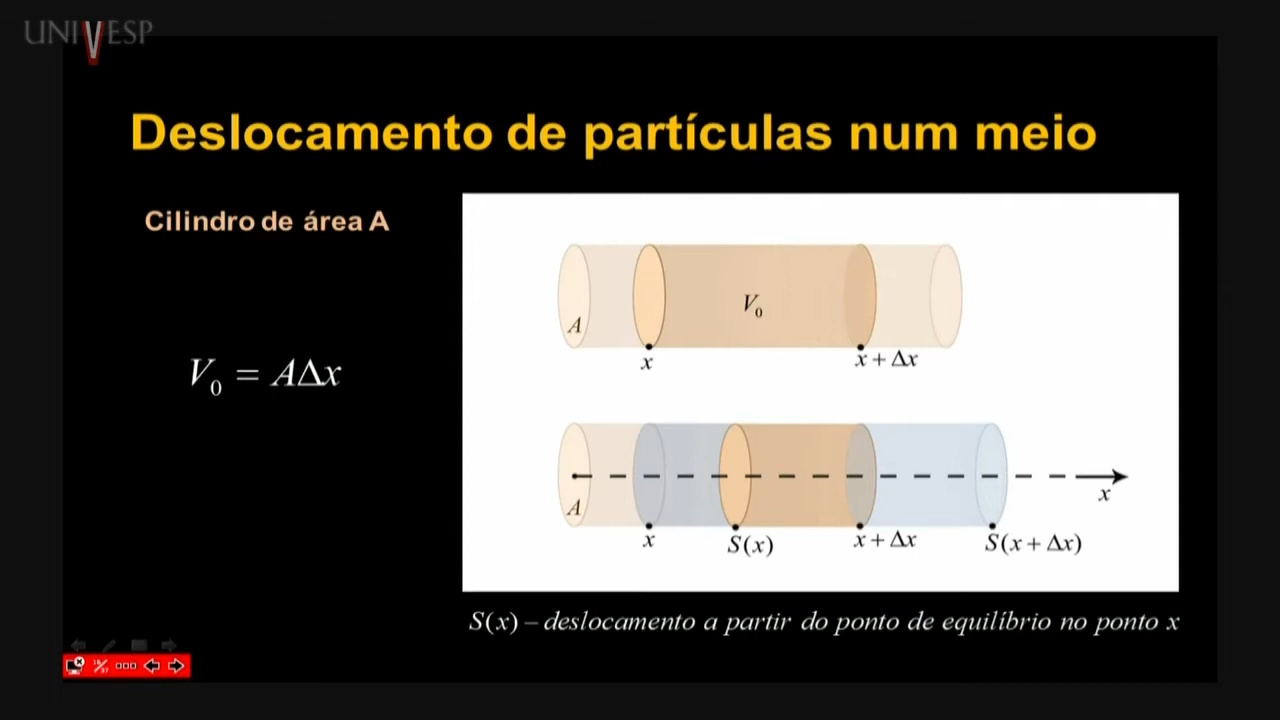 UNIVESP
Deslocamento de partículas num meio
Cilindro de área A
V₀ = AΔx
A
V₀
x
x + Δx
A
x
x
S(x)
x + Δx
S(x + Δx)
S(x) – deslocamento a partir do ponto de equilíbrio no ponto x